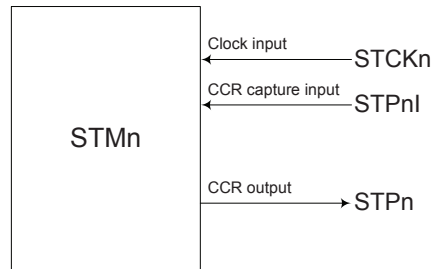 Clock input
STCKn
CCR capture input
STPnI
STMn
CCR output
STPn